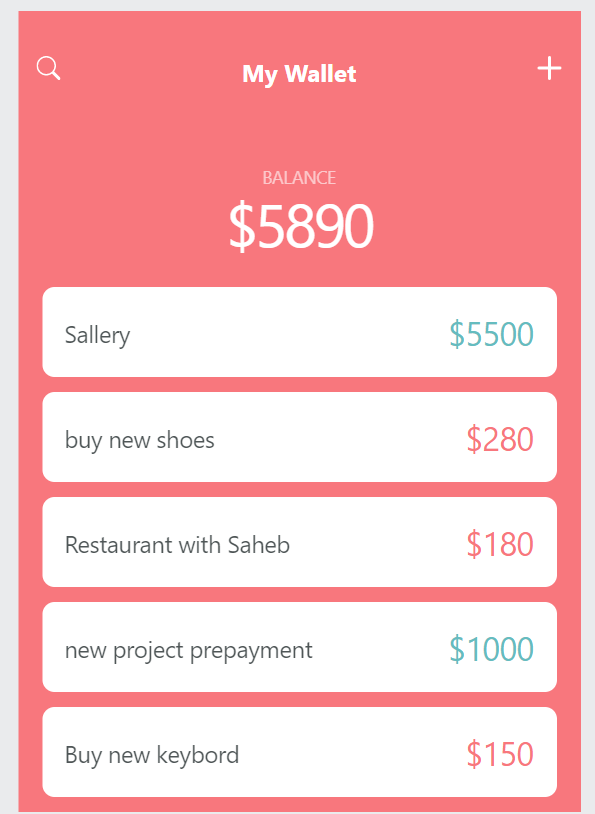 My Wallet
BALANCE
$5890
Sallery $5500
buy new shoes $280
Restaurant with Saheb $180
new project prepayment $1000
Buy new keybord $150